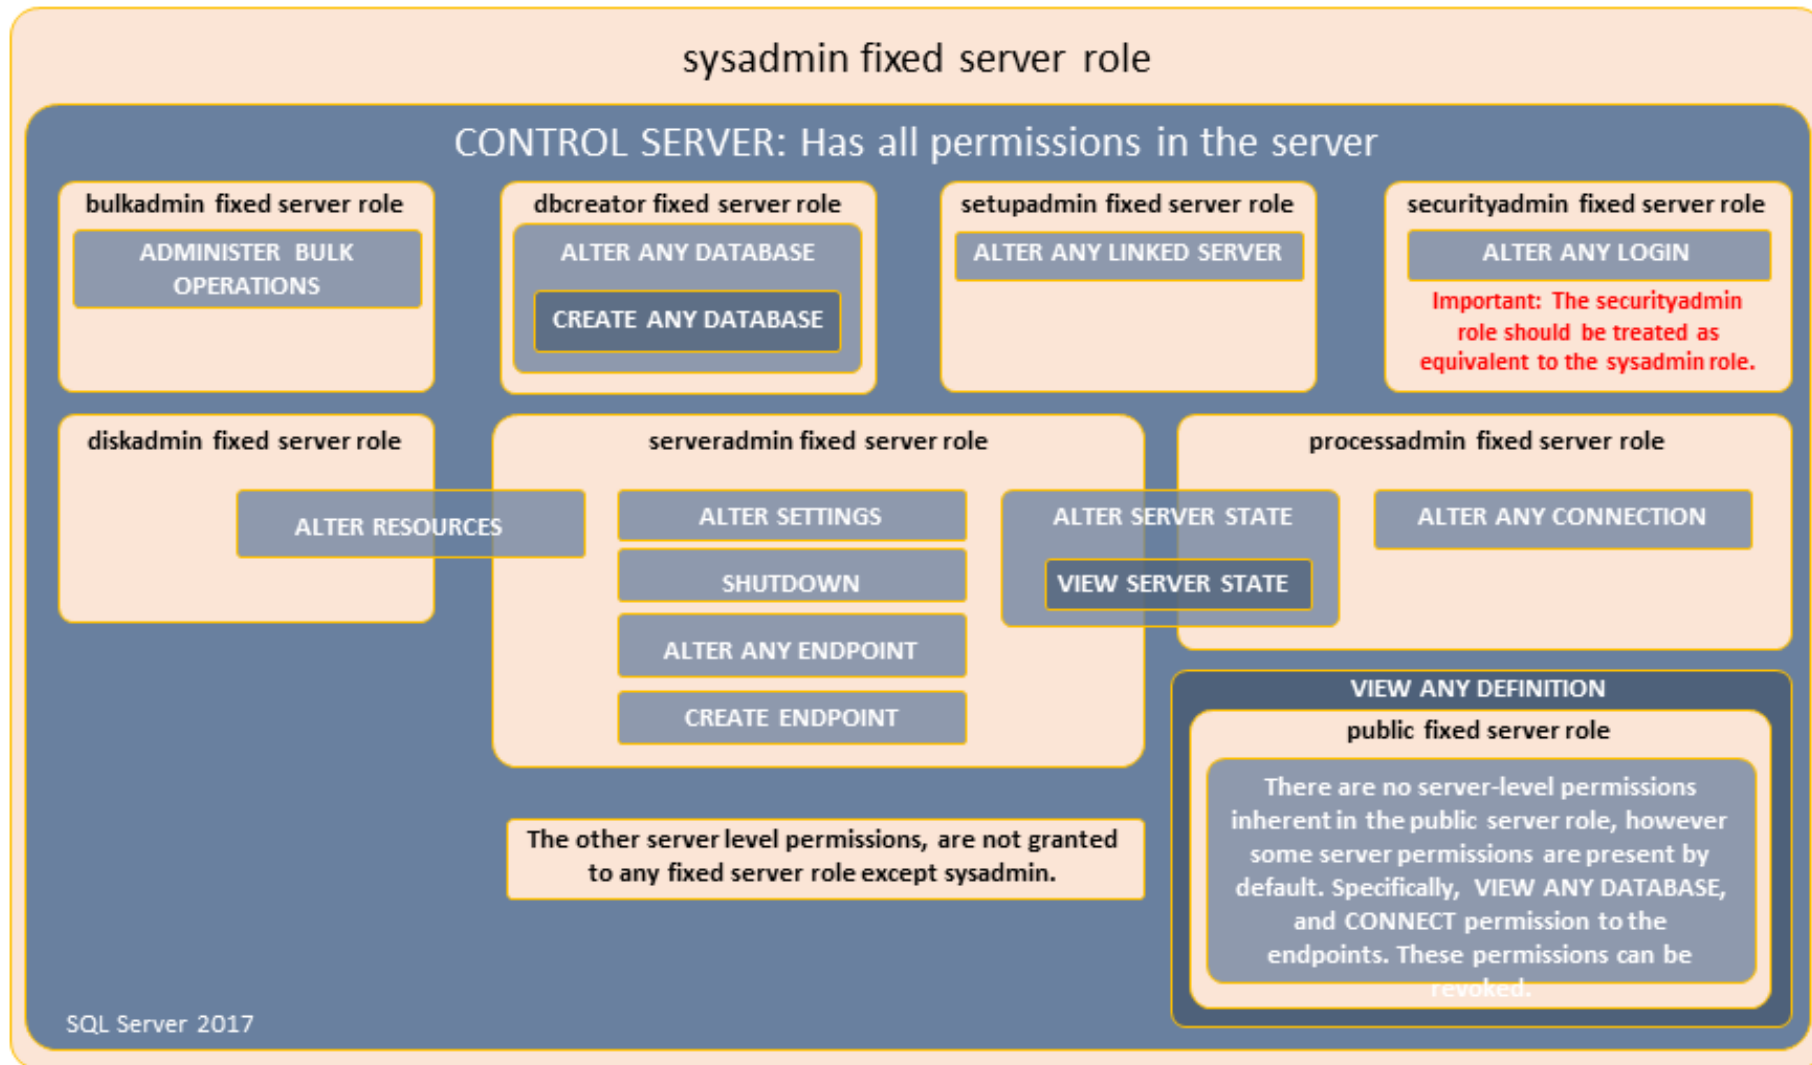 sysadmin fixed server role
CONTROL SERVER: Has all permissions in the server
bulkadmin fixed server role
ADMINISTER BULK
OPERATIONS
dbcreator fixed server role
ALTER ANY DATABASE
CREATE ANY DATABASE
setupadmin fixed server role
ALTER ANY LINKED SERVER
securityadmin fixed server role
ALTER ANY LOGIN
Important: The securityadmin
role should be treated as
equivalent to the sysadmin role.
diskadmin fixed server role
ALTER RESOURCES
serveradmin fixed server role
ALTER SETTINGS
SHUTDOWN
ALTER ANY ENDPOINT
CREATE ENDPOINT
ALTER SERVER STATE
VIEW SERVER STATE
processadmin fixed server role
ALTER ANY CONNECTION
VIEW ANY DEFINITION
public fixed server role
There are no server-level permissions
inherent in the public server role, however
some server permissions are present by
default. Specifically, VIEW ANY DATABASE,
and CONNECT permission to the
endpoints. These permissions can be
revoked.
The other server level permissions, are not granted
to any fixed server role except sysadmin.
SQL Server 2017